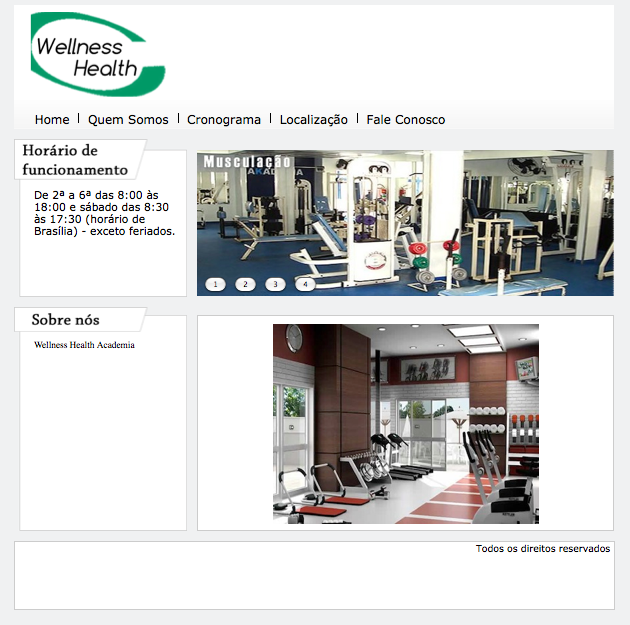 Wellness
Health
Home | Quem Somos | Cronograma | Localização | Fale Conosco
Horário de
funcionamento
De 2ª a 6ª das 8:00 às
18:00 e sábado das 8:30
às 17:30 (horário de
Brasília) - exceto feriados.
Musculação
AKADEMIA
1 2 3 4
Sobre nós
Wellness Health Academia
Todos os direitos reservados